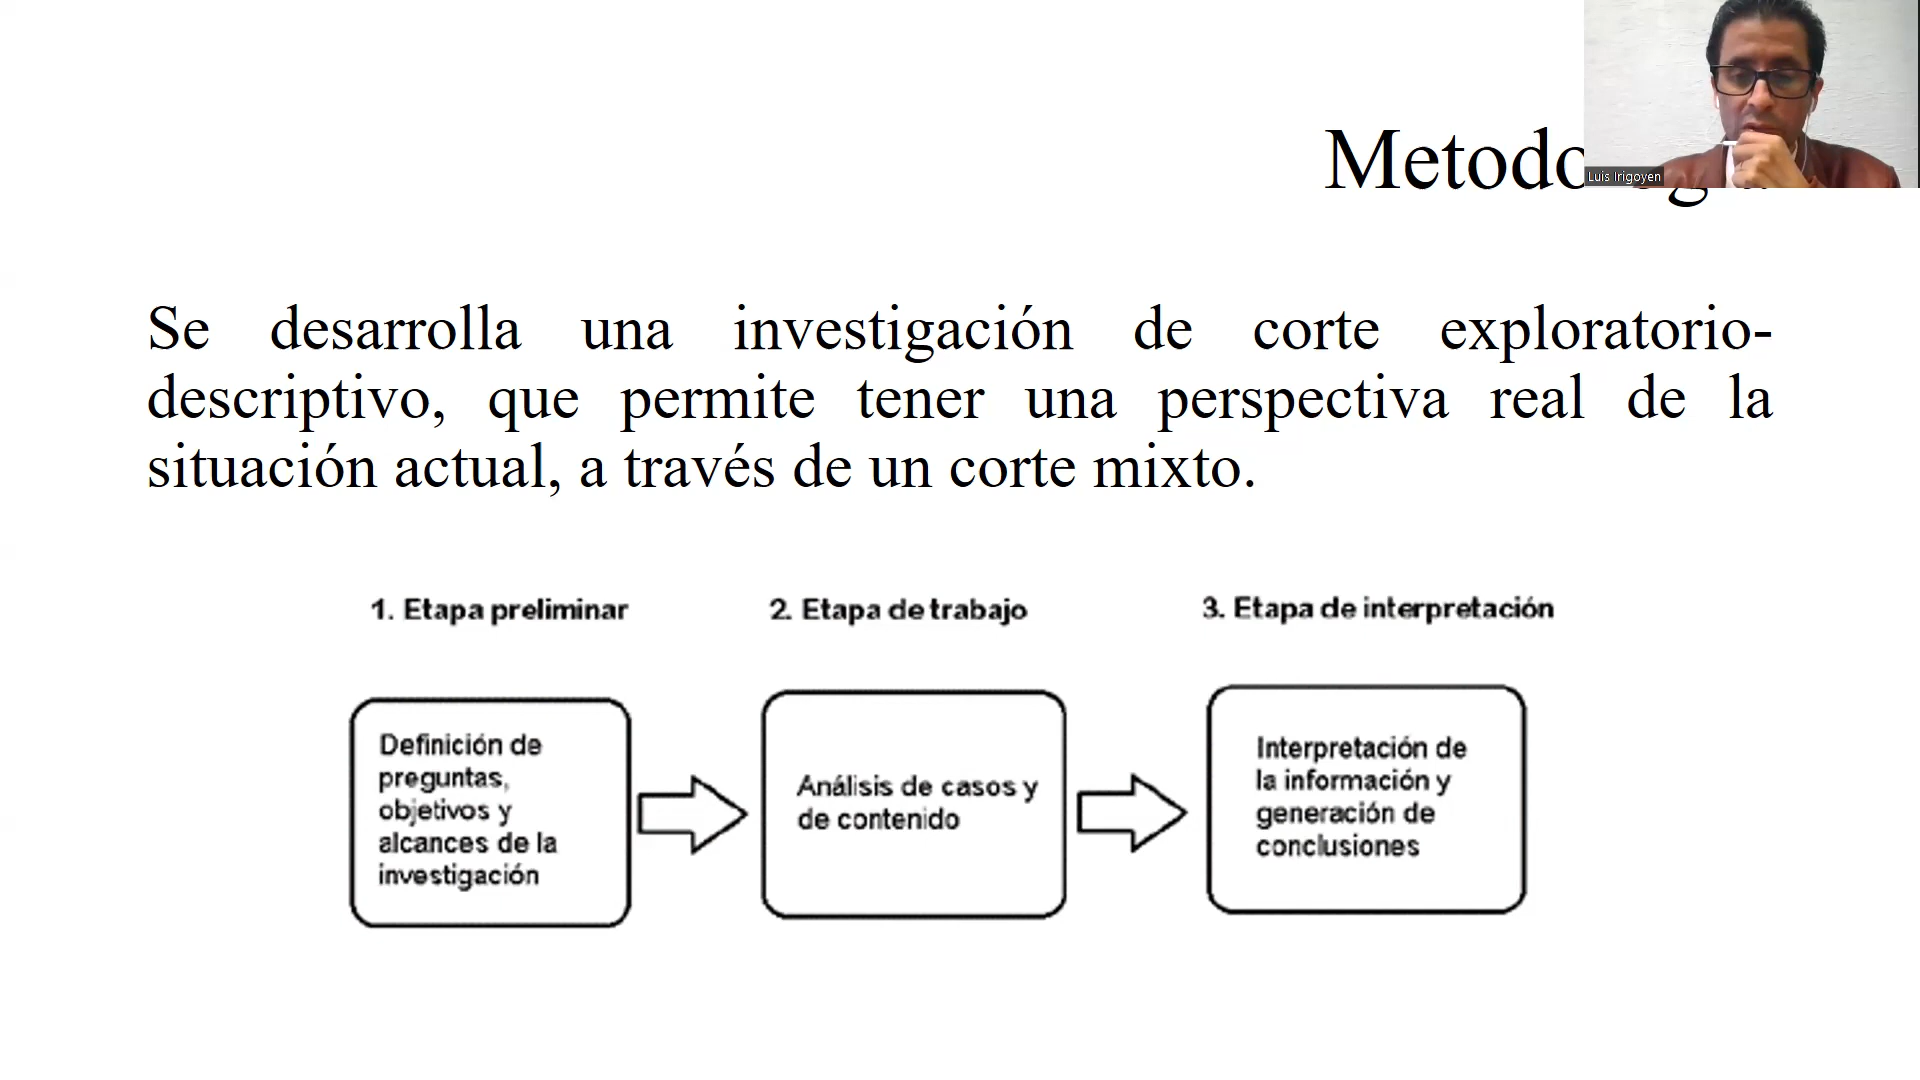 Metodo
Luis Irigoyen
Se desarrolla una investigación de corte exploratorio-
descriptivo, que permite tener una perspectiva real de la
situación actual, a través de un corte mixto.
1. Etapa preliminar
2. Etapa de trabajo
3. Etapa de interpretación
Definición de
preguntas,
objetivos y
alcances de la
investigación
Análisis de casos y
de contenido
Interpretación de
la información y
generación de
conclusiones